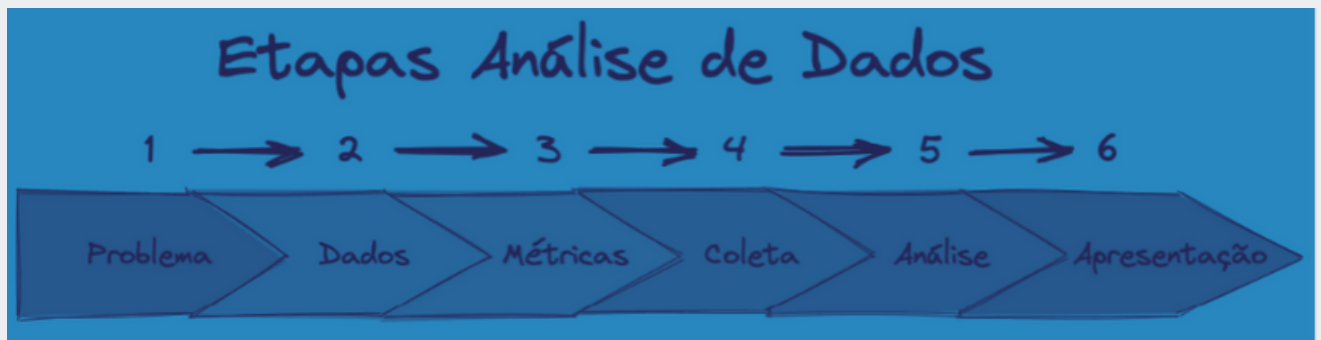 Etapas Análise de Dados
1 2 3 4 5 6
Problema Dados Métricas Coleta Análise Apresentação